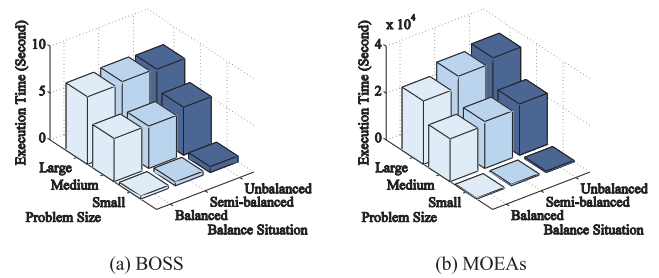 10
5
0
Execution Time (Second)
Large
Medium
Small
Problem Size
Unbalanced
Semi-balanced
Balanced
Balance Situation
(a) BOSS
x 10^4
4
2
0
Execution Time (Second)
Large
Medium
Small
Problem Size
Unbalanced
Semi-balanced
Balanced
Balance Situation
(b) MOEAs